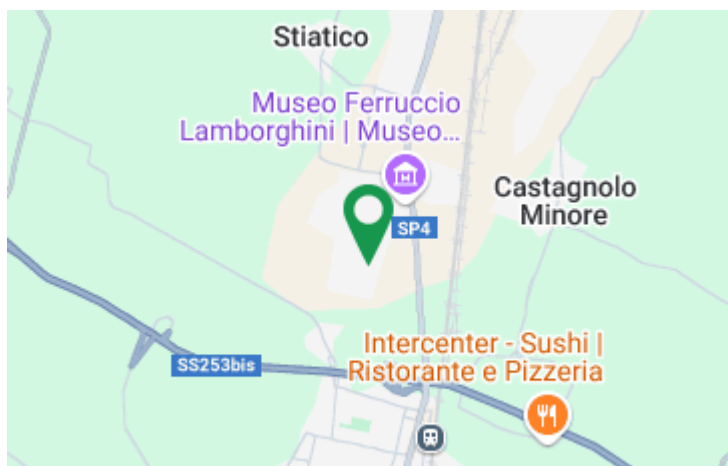 Stiatico
Museo Ferruccio
Lamborghini | Museo...
Castagnolo
Minore
SP4
Intercenter - Sushi |
Ristorante e Pizzeria
SS253bis